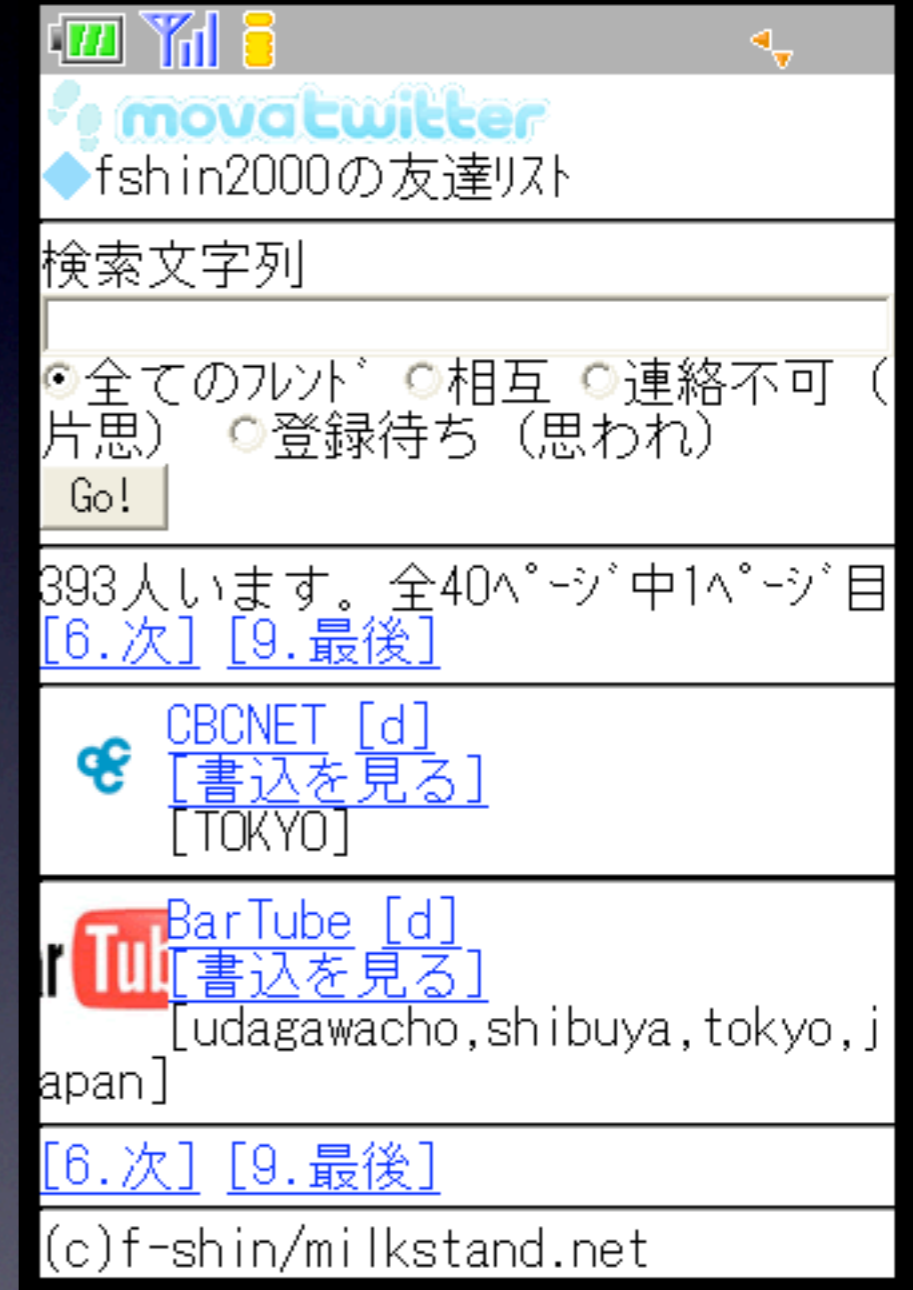 movatwitter
◆fshin2000の友達ﾘｽﾄ
検索文字列
全てのﾌﾚﾝﾄﾞ 相互 連絡不可 (
片思) 登録待ち (思われ)
Go!
393人います。全40ﾍﾟｰｼﾞ中1ﾍﾟｰｼﾞ目
[6.次] [9.最後]
CBCNET [d]
[書込を見る]
[TOKYO]
ar Tub
BarTube [d]
[書込を見る]
[udagawacho,shibuya,tokyo,j
apan]
[6.次] [9.最後]
(c)f-shin/milkstand.net